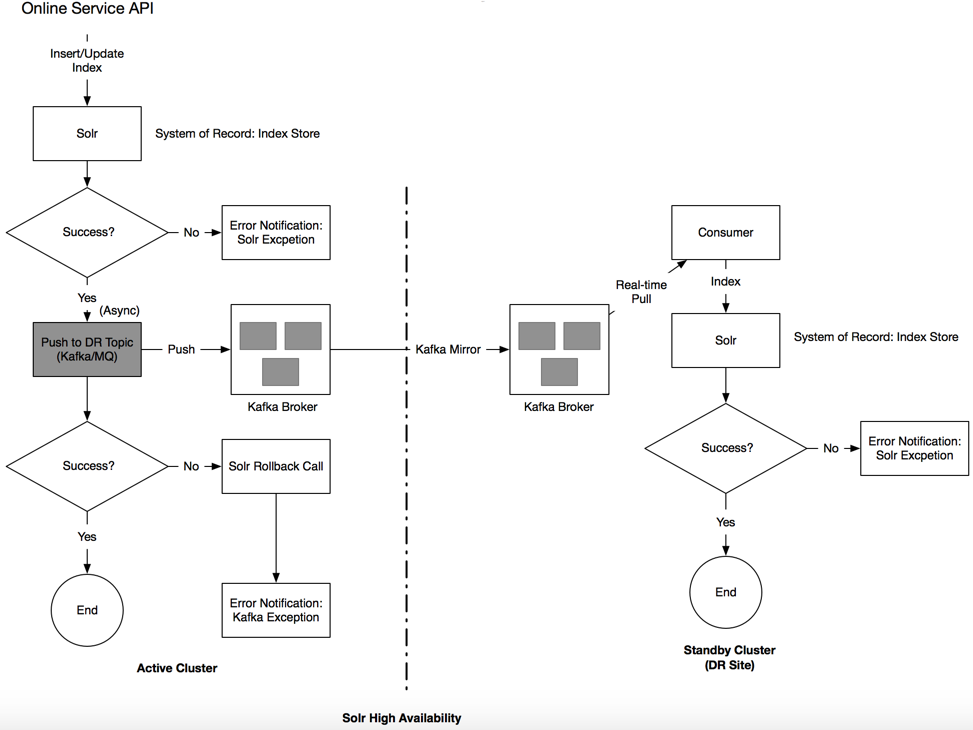 Online Service API
Insert/Update
Index
Solr
System of Record: Index Store
Success?
No
Error Notification:
Solr Excpetion
Yes
(Async)
Push to DR Topic
(Kafka/MQ)
Push
Kafka Broker
Kafka Mirror
Kafka Broker
Real-time
Pull
Consumer
Index
Solr
System of Record: Index Store
Success?
No
Error Notification:
Solr Excpetion
Yes
End
Standby Cluster
(DR Site)
Success?
No
Solr Rollback Call
Yes
End
Error Notification:
Kafka Exception
Active Cluster
Solr High Availability